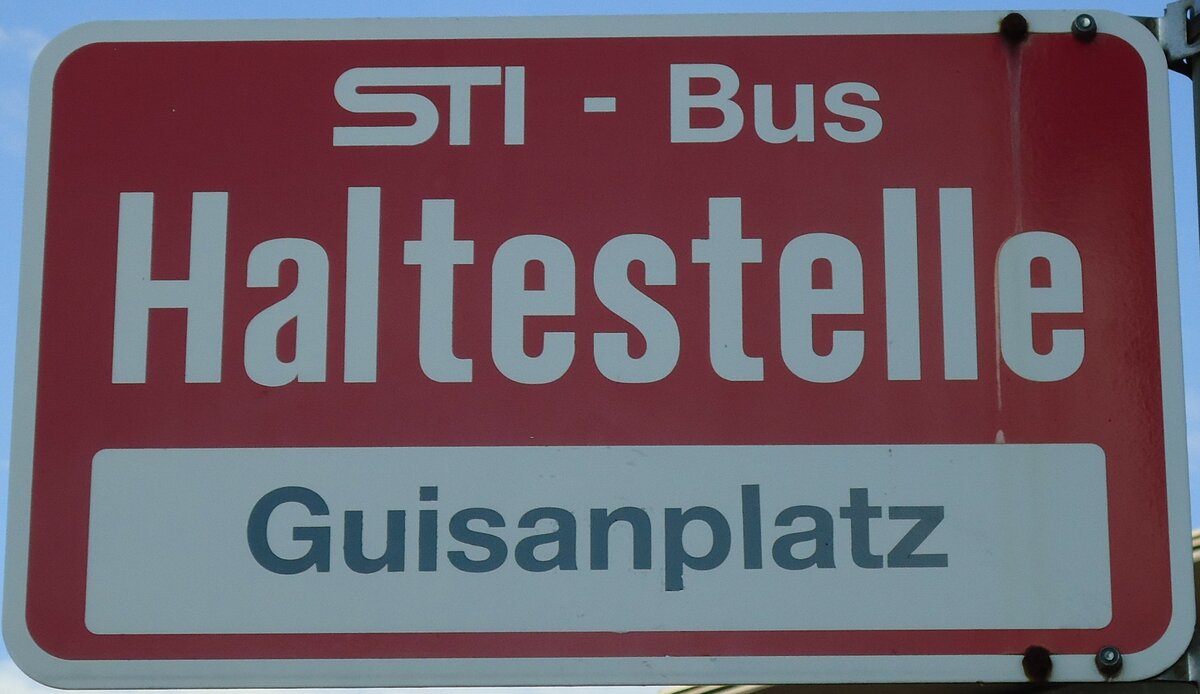 STI - Bus
Haltestelle
Guisanplatz